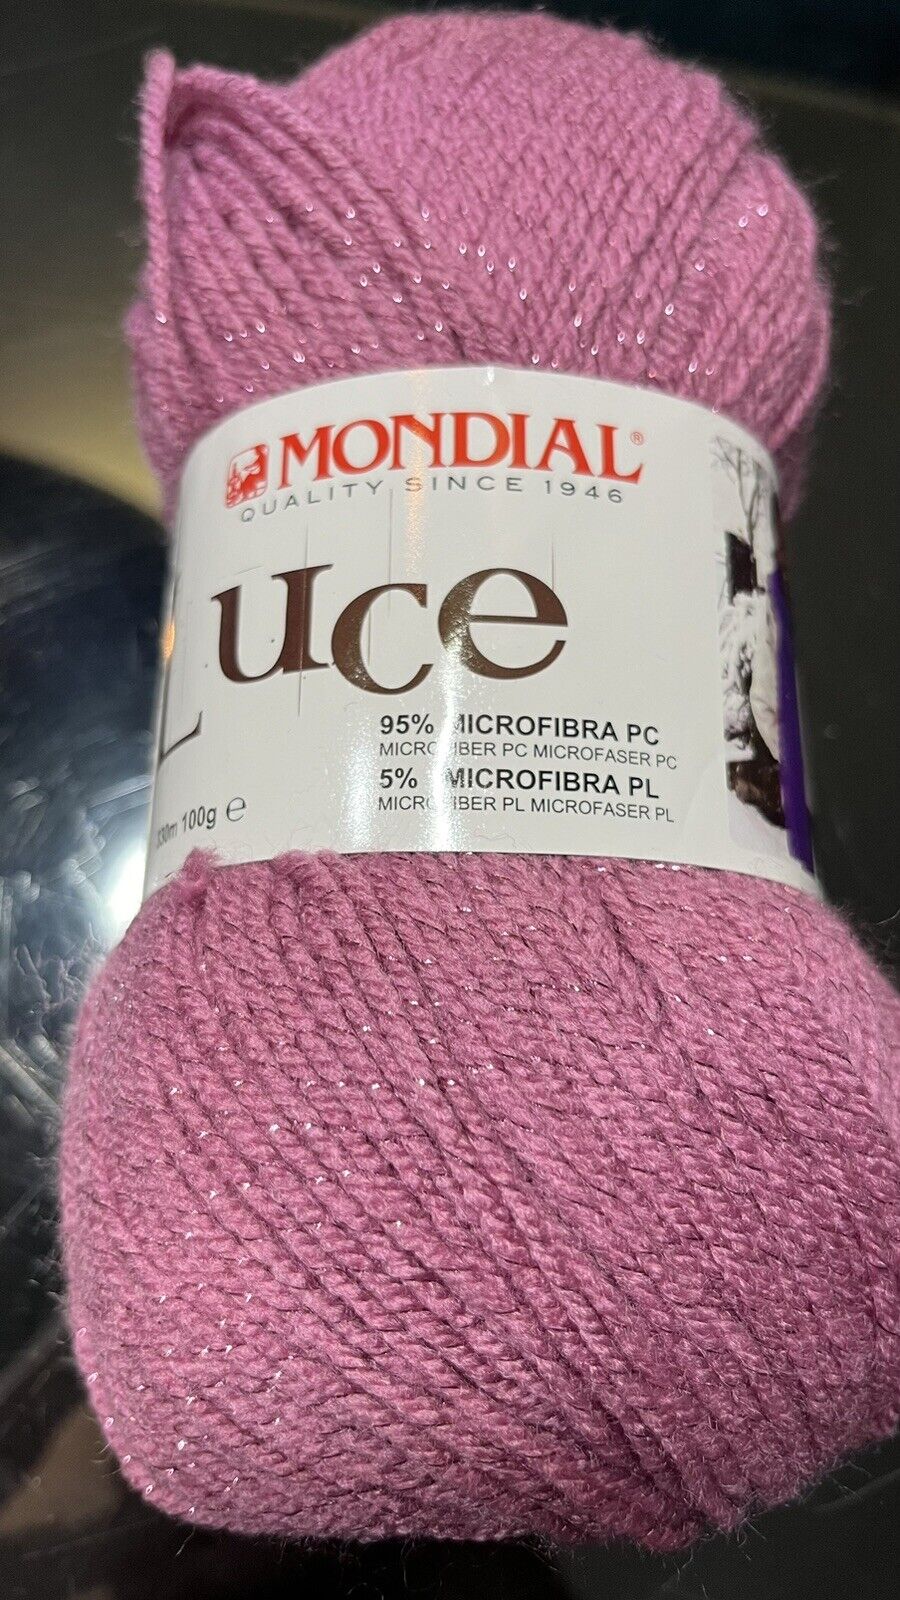 MONDIAL®
QUALITY SINCE 1946
Luce
95% MICROFIBRA PC
MICROFIBER PC MICROFASER PC
5% MICROFIBRA PL
MICROFIBER PL MICROFASER PL
330m 100g ℮